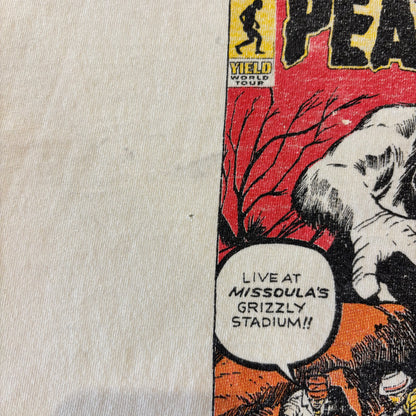 PEA
YIELD
WORLD
TOUR
LIVE AT
MISSOULA'S
GRIZZLY
STADIUM!!